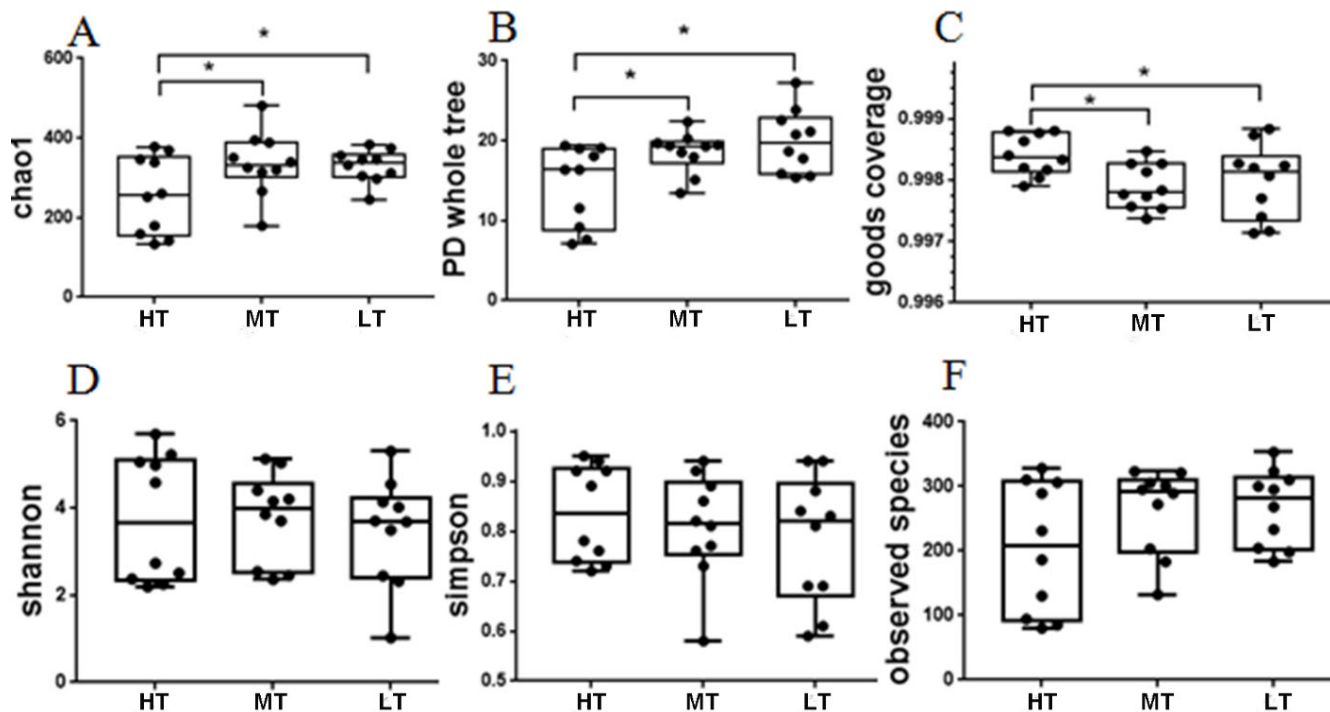 A
chao1
600
400
200
0
*
*
HT MT LT
B
PD whole tree
30
20
10
0
*
*
HT MT LT
C
goods coverage
0.999
0.998
0.997
0.996
*
*
HT MT LT
D
shannon
6
4
2
0
HT MT LT
E
simpson
1.0
0.9
0.8
0.7
0.6
0.5
HT MT LT
F
observed species
400
300
200
100
0
HT MT LT